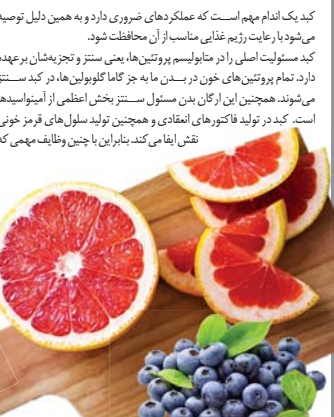 کبد یک اندام مهم است که عملکردهای ضروری دارد و به همین دلیل توصیه
می‌شود با رعایت رژیم غذایی مناسب از آن محافظت شود.
کبد مسئولیت اصلی را در متابولیسم پروتئین‌ها، یعنی سنتز و تجزیه‌شان بر عهده
دارد. تمام پروتئین‌های خون در بدن ما به جز گاما گلوبولین‌ها، در کبد سنتز
می‌شوند. همچنین این ارگان بدن مسئول سنتز بخش اعظمی از آمینواسیدها
است. کبد در تولید فاکتورهای انعقادی و همچنین تولید سلول‌های قرمز خونی
نقش ایفا می‌کند. بنابراین با چنین وظایف مهمی که